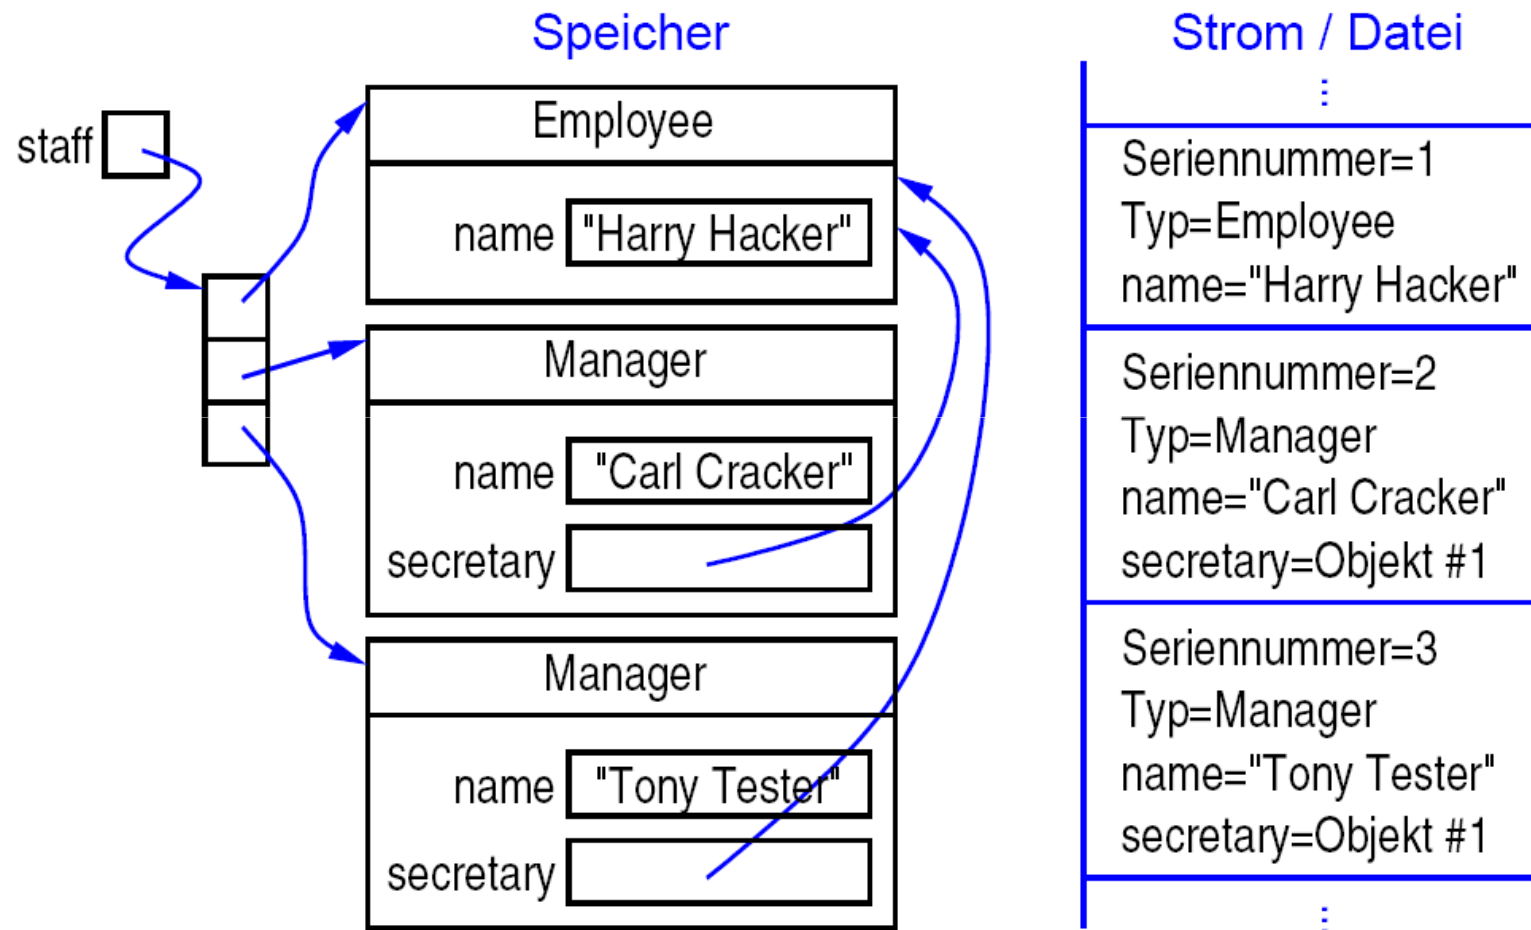 Speicher
staff
Employee
name "Harry Hacker"
Manager
name "Carl Cracker"
secretary
Manager
name "Tony Tester"
secretary
Strom / Datei
...
Seriennummer=1
Typ=Employee
name="Harry Hacker"
Seriennummer=2
Typ=Manager
name="Carl Cracker"
secretary=Objekt #1
Seriennummer=3
Typ=Manager
name="Tony Tester"
secretary=Objekt #1
...